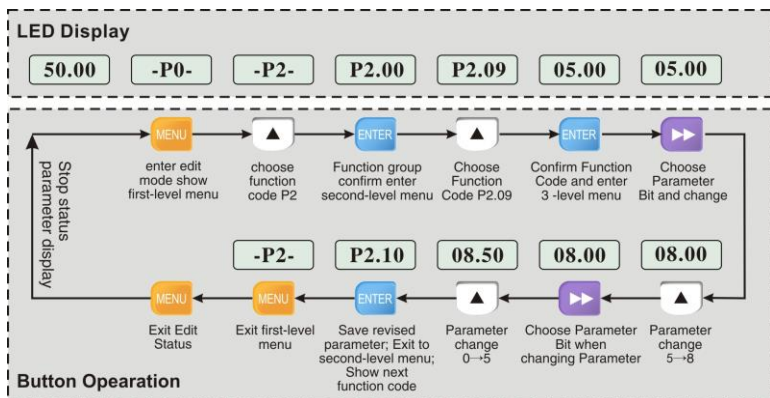 LED Display
50.00 -P0- -P2- P2.00 P2.09 05.00 05.00
MENU
enter edit
mode show
first-level menu
▲
choose
function
code P2
ENTER
Function group
confirm enter
second-level menu
▲
Choose
Function
Code P2.09
ENTER
Confirm Function
Code and enter
3 -level menu
▶▶
Choose
Parameter
Bit and change
Stop status
parameter display
-P2- P2.10 08.50 08.00 08.00
MENU
Exit Edit
Status
MENU
Exit first-level
menu
ENTER
Save revised
parameter; Exit to
second-level menu;
Show next
function code
▲
Parameter
change
0→5
▶▶
Choose Parameter
Bit when
changing Parameter
▲
Parameter
change
5→8
Button Opearation